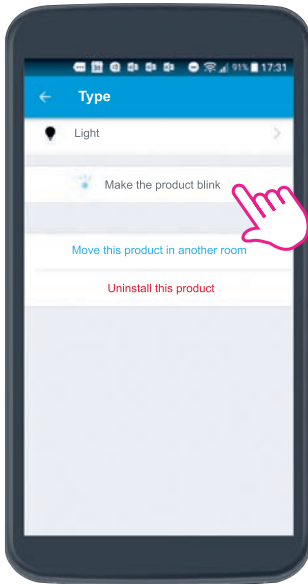 91% 17:31
Type
Light
Make the product blink
Move this product in another room
Uninstall this product